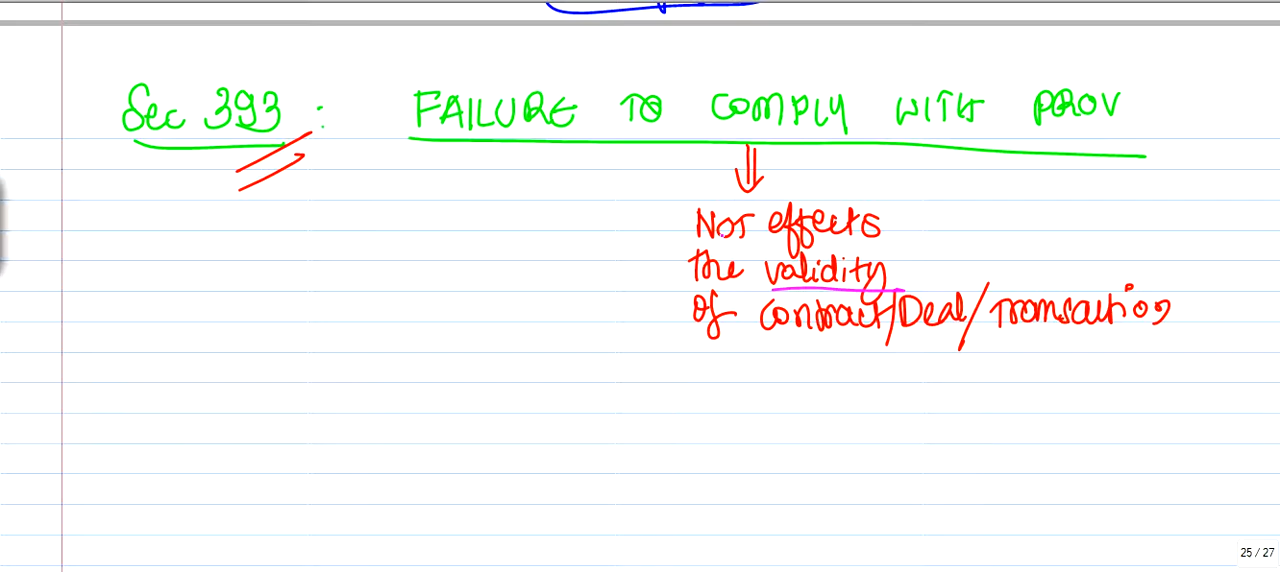 Sec 393 : FAILURE TO COMPLY WITH PROV
Not effects
the validity
of contract/Deal/Transaction
25 / 27